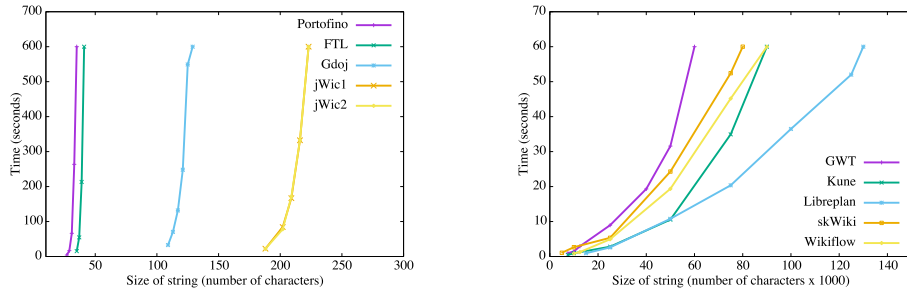 Time (seconds)
700
600
500
400
300
200
100
0
50
100
150
200
250
300
Size of string (number of characters)
Portofino
FTL
Gdoj
jWic1
jWic2
Time (seconds)
70
60
50
40
30
20
10
0
0
20
40
60
80
100
120
140
Size of string (number of characters x 1000)
GWT
Kune
Libreplan
skWiki
Wikiflow